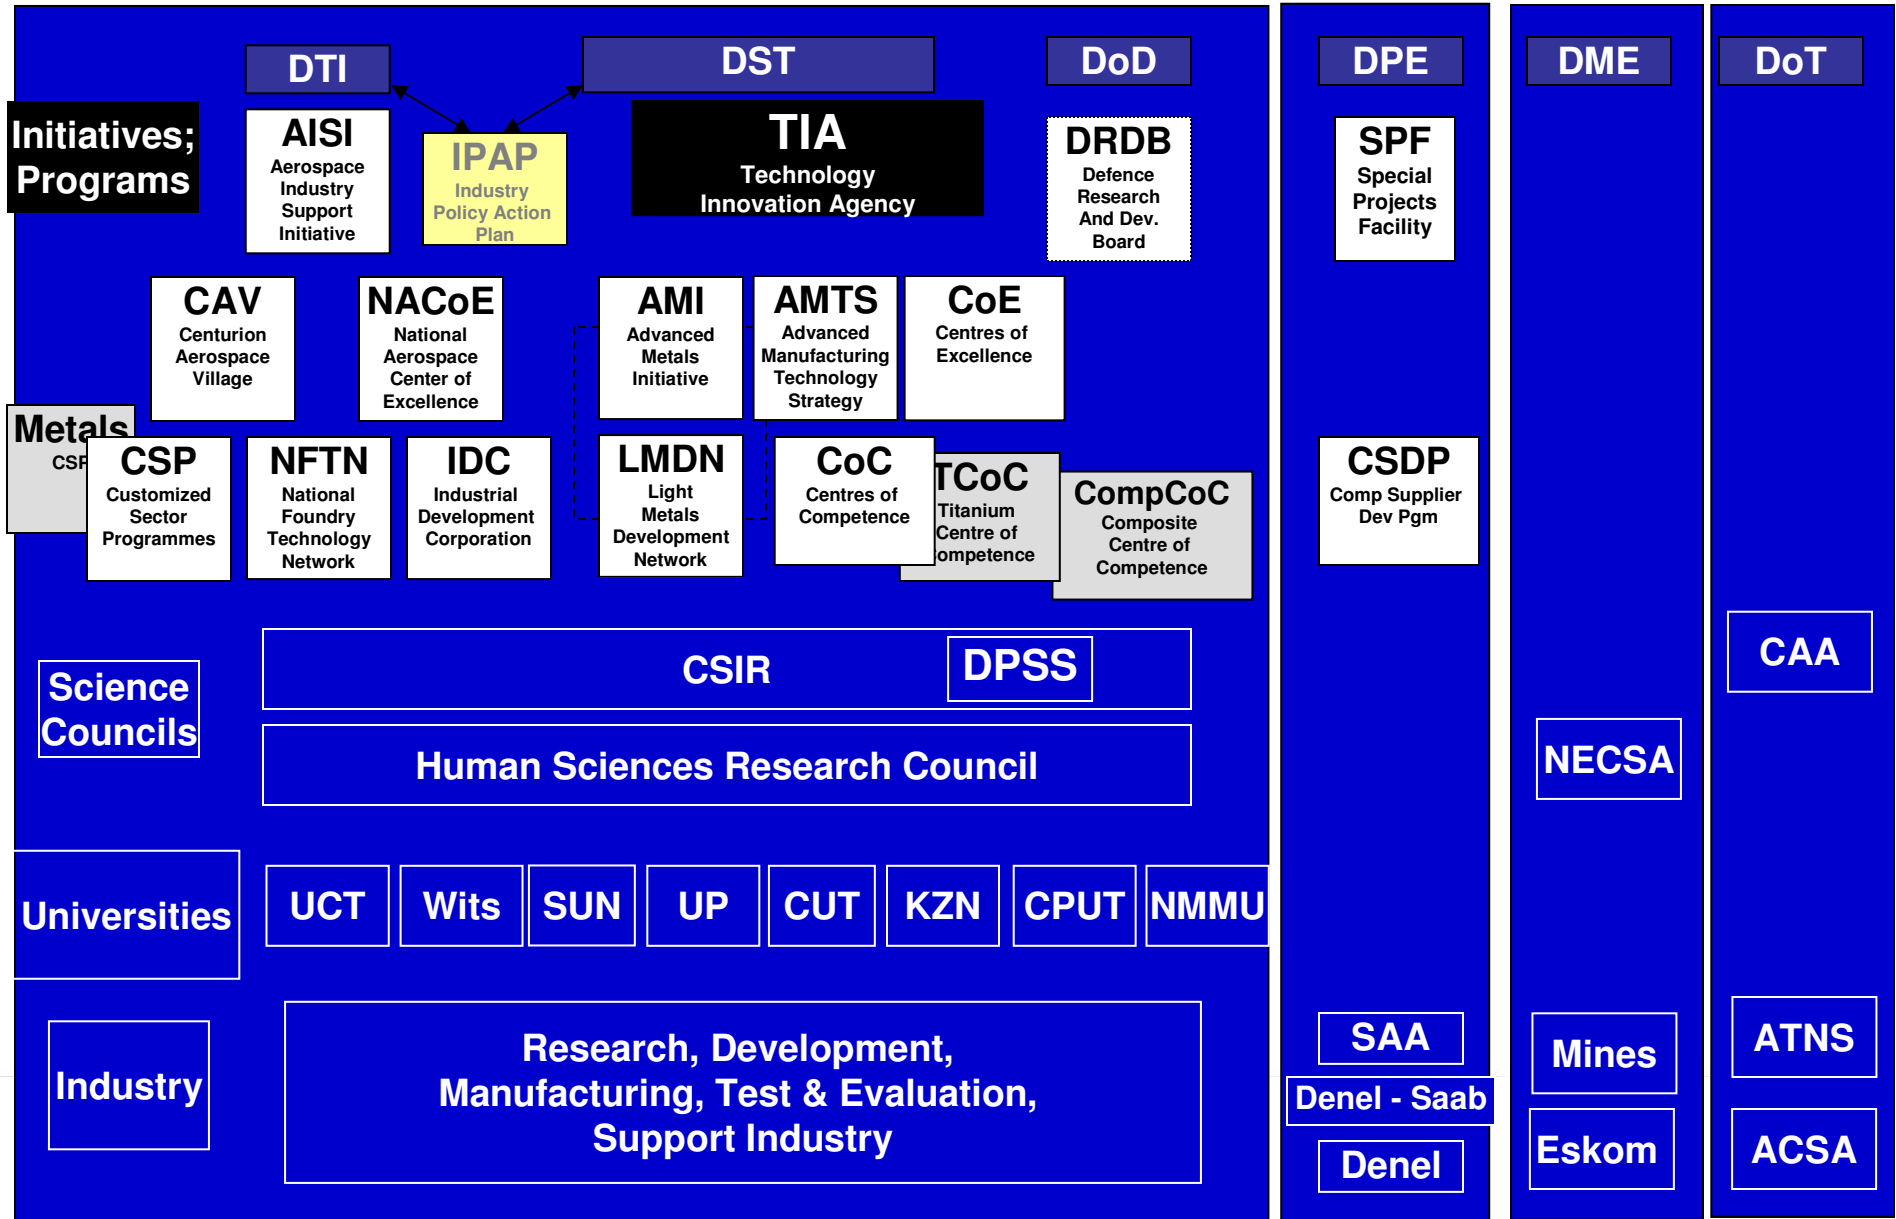 DTI
DST
DoD
DPE
DME
DoT
Initiatives;
Programs
AISI
Aerospace
Industry
Support
Initiative
IPAP
Industry
Policy Action
Plan
TIA
Technology
Innovation Agency
DRDB
Defence
Research
And Dev.
Board
SPF
Special
Projects
Facility
CAV
Centurion
Aerospace
Village
NACoE
National
Aerospace
Center of
Excellence
AMI
Advanced
Metals
Initiative
AMTS
Advanced
Manufacturing
Technology
Strategy
CoE
Centres of
Excellence
Metals
CSP
CSP
Customized
Sector
Programmes
NFTN
National
Foundry
Technology
Network
IDC
Industrial
Development
Corporation
LMDN
Light
Metals
Development
Network
CoC
Centres of
Competence
TCoC
Titanium
Centre of
Competence
CompCoC
Composite
Centre of
Competence
CSDP
Comp Supplier
Dev Pgm
Science
Councils
CSIR
DPSS
CAA
Human Sciences Research Council
NECSA
Universities
UCT
Wits
SUN
UP
CUT
KZN
CPUT
NMMU
Industry
Research, Development,
Manufacturing, Test & Evaluation,
Support Industry
SAA
Denel - Saab
Denel
Mines
Eskom
ATNS
ACSA